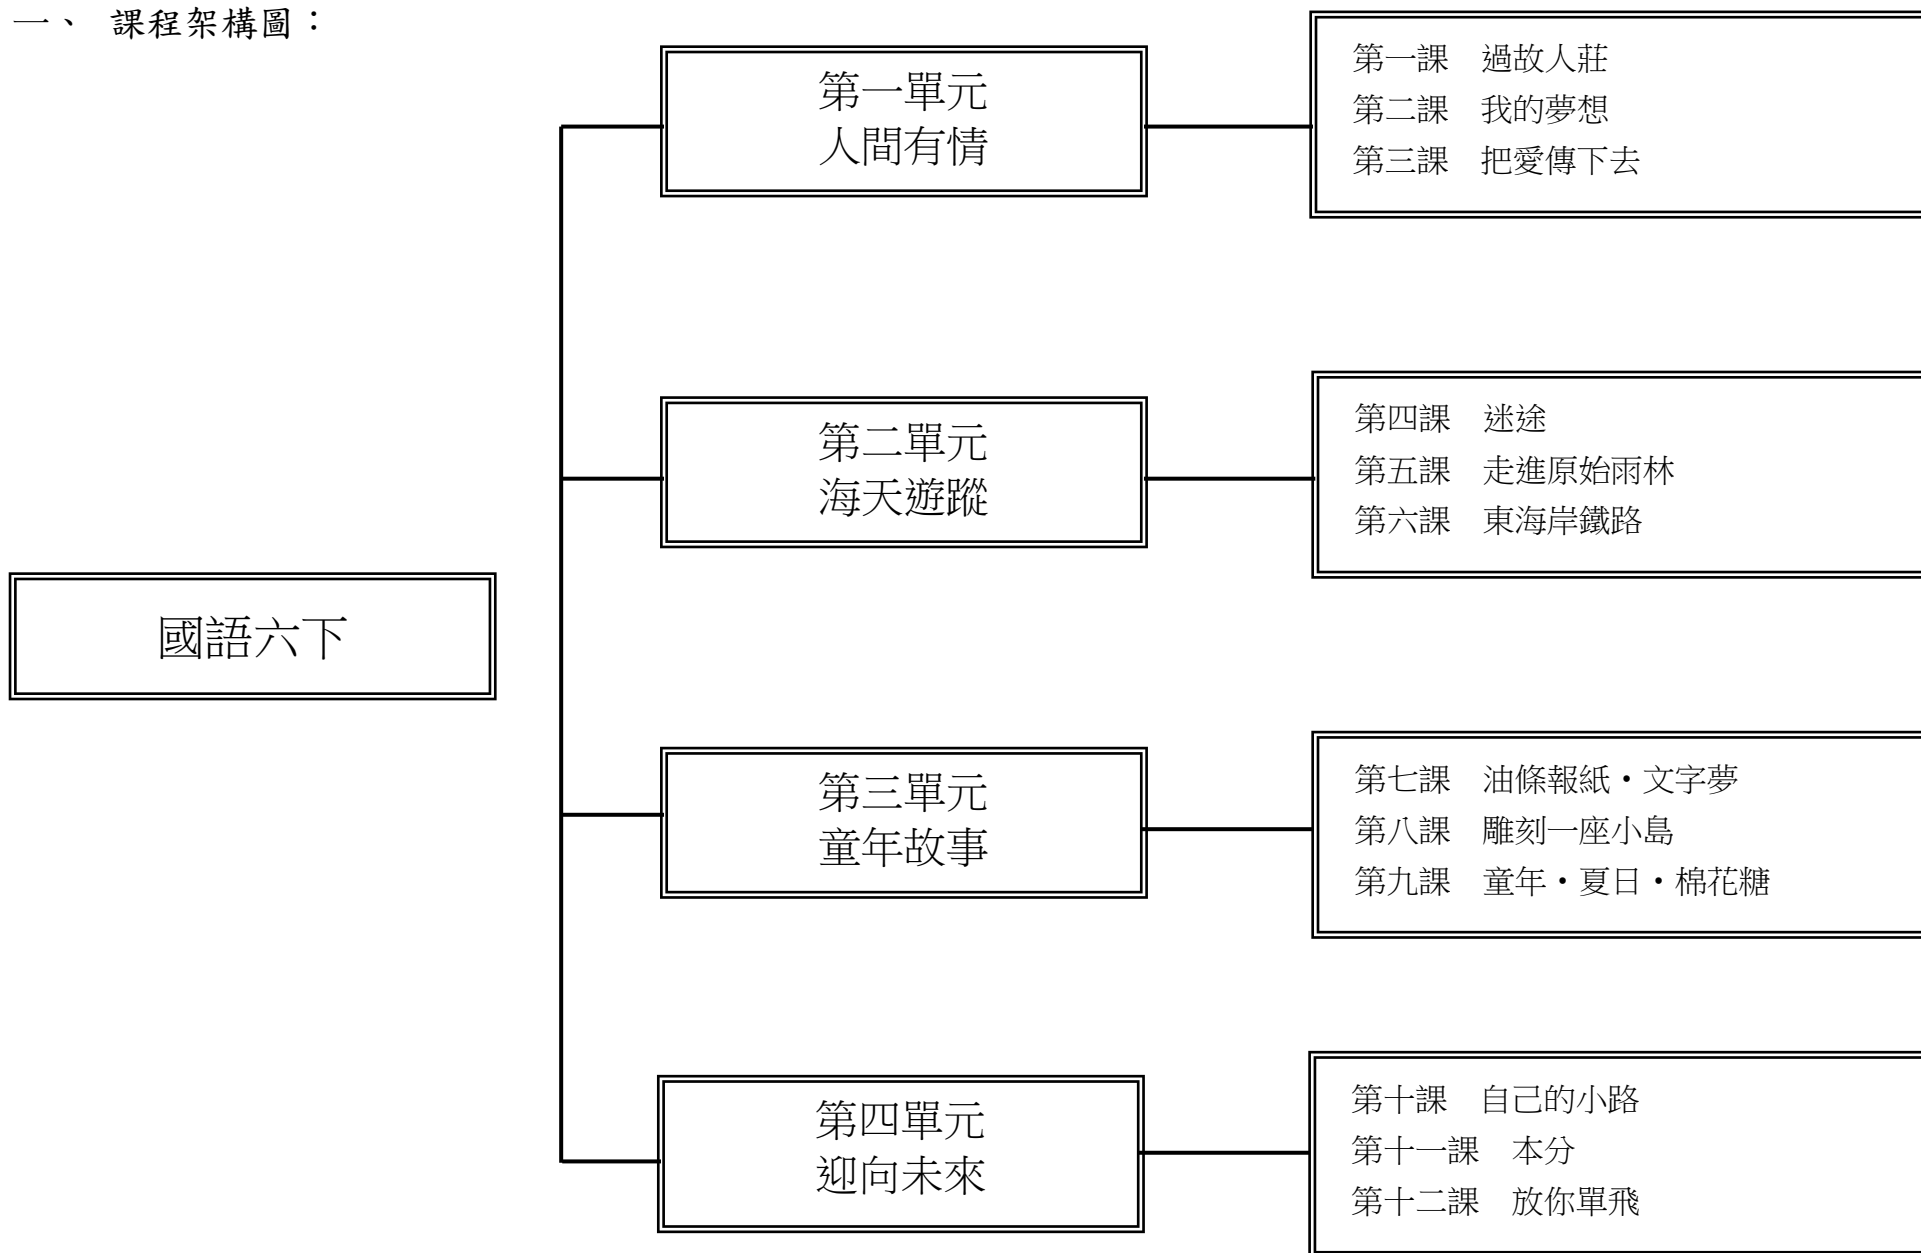 一、 課程架構圖：
國語六下
第一單元
人間有情
第一課　過故人莊
第二課　我的夢想
第三課　把愛傳下去
第二單元
海天遊蹤
第四課　迷途
第五課　走進原始雨林
第六課　東海岸鐵路
第三單元
童年故事
第七課　油條報紙・文字夢
第八課　雕刻一座小島
第九課　童年・夏日・棉花糖
第四單元
迎向未來
第十課　自己的小路
第十一課　本分
第十二課　放你單飛